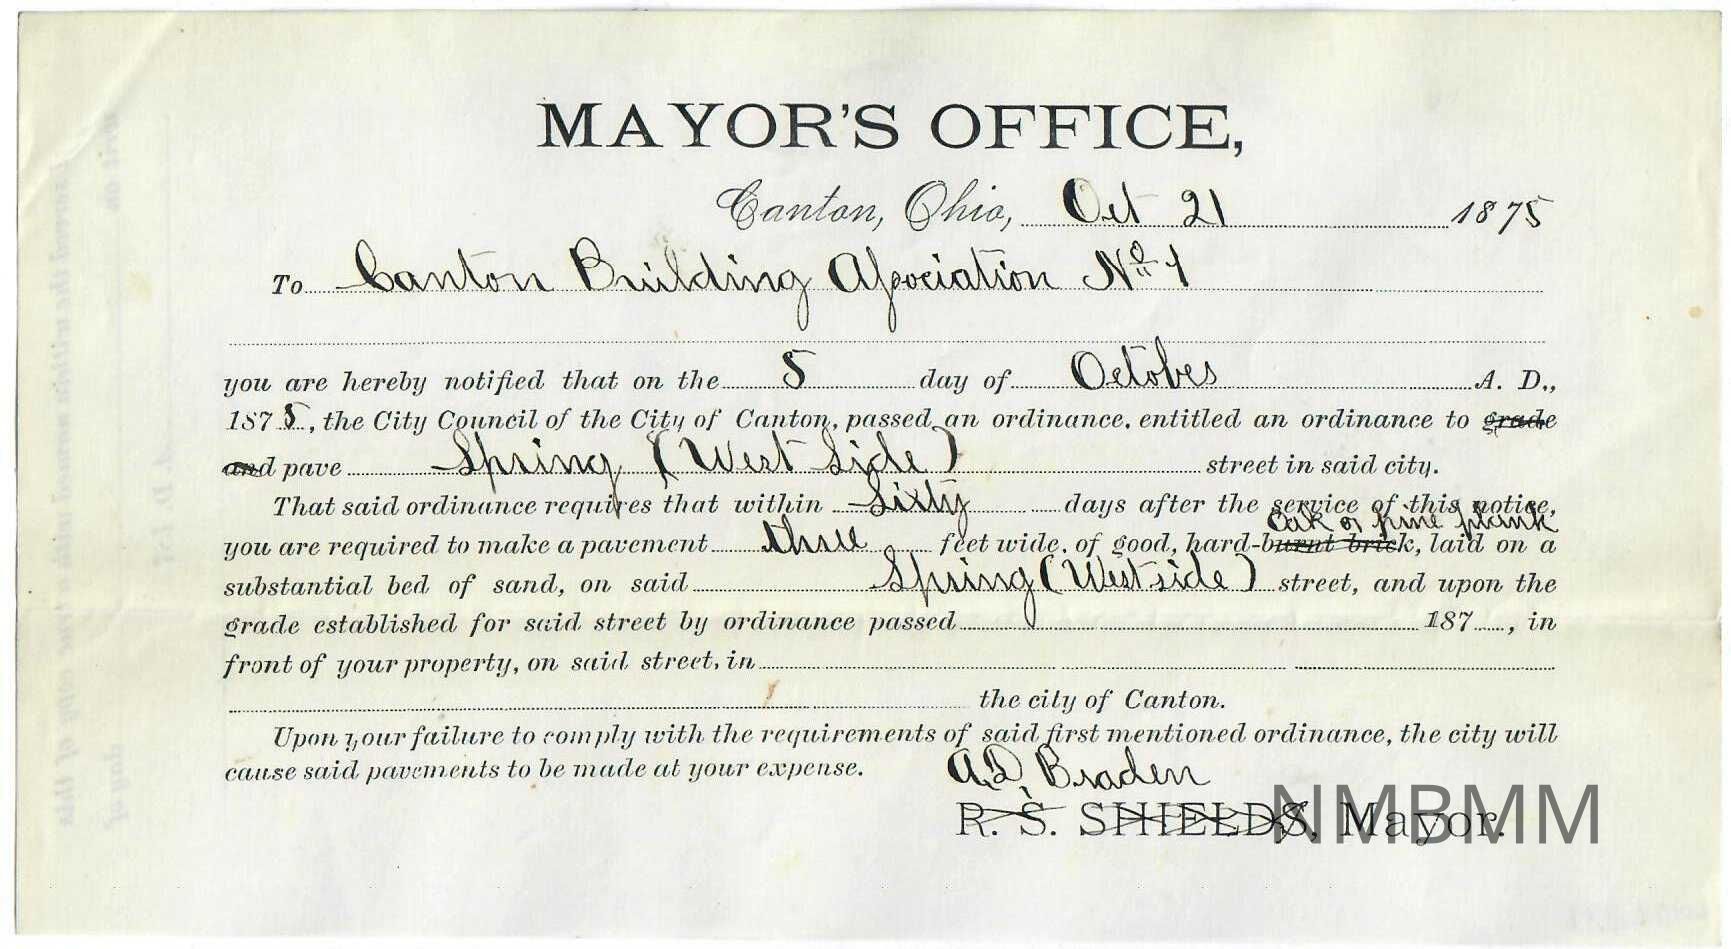 MAYOR'S OFFICE,
Canton, Ohio, Oct 21 1875
To Canton Building Association No 1
you are hereby notified that on the 5 day of October A. D.,
1875, the City Council of the City of Canton, passed an ordinance, entitled an ordinance to grade
and pave Spring (West Side) street in said city.
That said ordinance requires that within Sixty days after the service of this notice,
oak or pine plank
you are required to make a pavement three feet wide, of good, hard-burnt brick, laid on a
substantial bed of sand, on said Spring (West side) street, and upon the
grade established for said street by ordinance passed 187 , in
front of your property, on said street, in
the city of Canton.
Upon your failure to comply with the requirements of said first mentioned ordinance, the city will
cause said pavements to be made at your expense.
A. D. Braden
R. S. SHIELDS, Mayor.
NMBMM